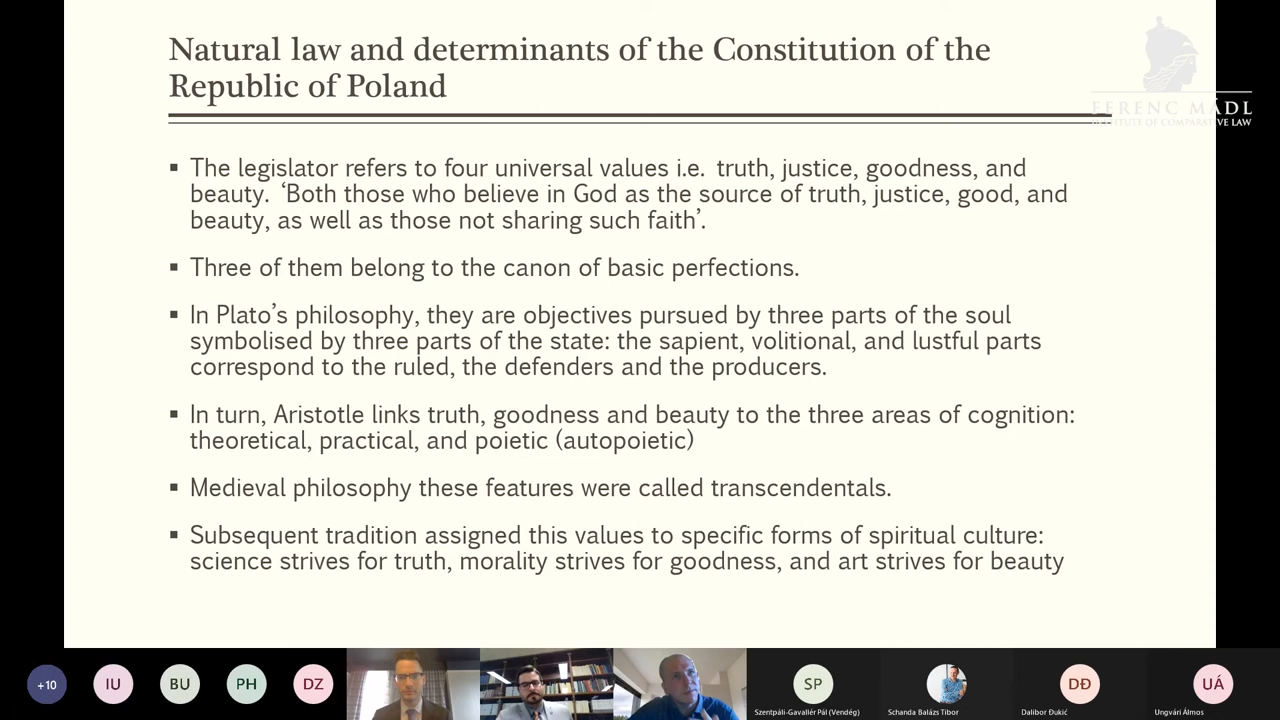 Natural law and determinants of the Constitution of the
Republic of Poland
FERENC MÁDL
INSTITUTE OF COMPARATIVE LAW
▪ The legislator refers to four universal values i.e. truth, justice, goodness, and
beauty. ‘Both those who believe in God as the source of truth, justice, good, and
beauty, as well as those not sharing such faith’.
▪ Three of them belong to the canon of basic perfections.
▪ In Plato’s philosophy, they are objectives pursued by three parts of the soul
symbolised by three parts of the state: the sapient, volitional, and lustful parts
correspond to the ruled, the defenders and the producers.
▪ In turn, Aristotle links truth, goodness and beauty to the three areas of cognition:
theoretical, practical, and poietic (autopoietic)
▪ Medieval philosophy these features were called transcendentals.
▪ Subsequent tradition assigned this values to specific forms of spiritual culture:
science strives for truth, morality strives for goodness, and art strives for beauty
+10 IU BU PH DZ SP DĐ UÁ
Szentpáli-Gavallér Pál (Vendég) Schanda Balázs Tibor Dalibor Đukić Ungvári Álmos